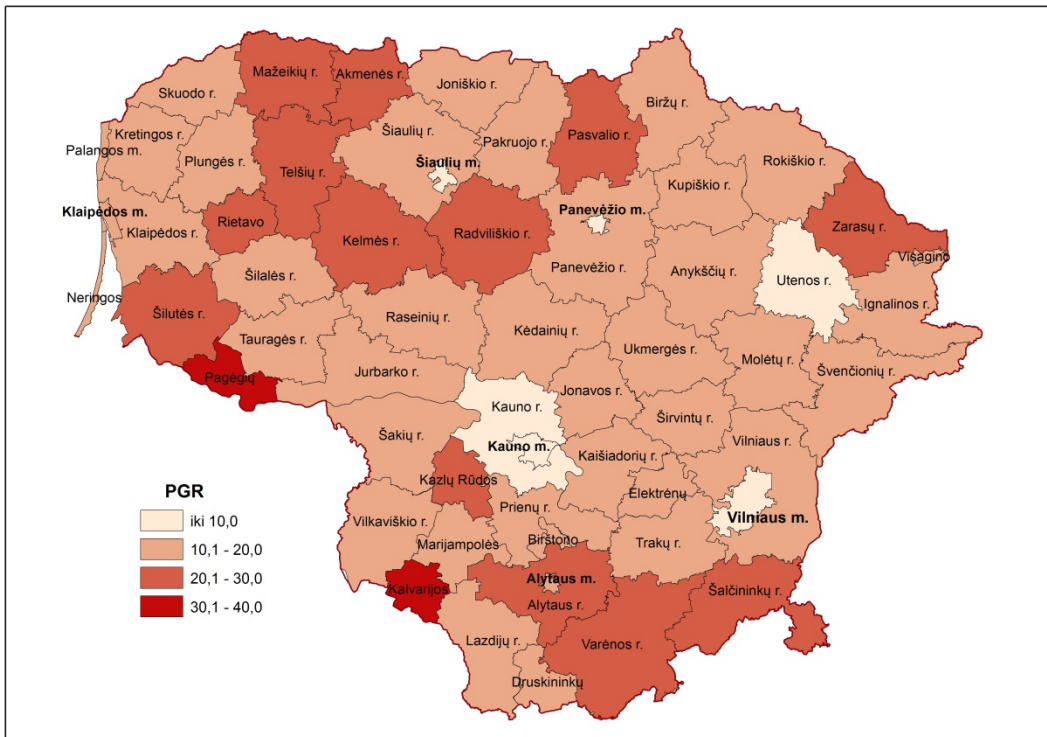 Mažeikių r.
Akmenės r.
Joniškio r.
Skuodo r.
Biržų r.
Kretingos r.
Šiaulių r.
Pakruojo r.
Pasvalio r.
Palangos m.
Plungės r.
Šiaulių m.
Telšių r.
Rokiškio r.
Kupiškio r.
Klaipėdos m.
Rietavo
Panevėžio m.
Klaipėdos r.
Kelmės r.
Radviliškio r.
Zarasų r.
Visagino
Šilalės r.
Panevėžio r.
Anykščių r.
Utenos r.
Ignalinos r.
Neringos
Šilutės r.
Raseinių r.
Kėdainių r.
Tauragės r.
Ukmergės r.
Molėtų r.
Švenčionių r.
Pagėgių
Jurbarko r.
Jonavos r.
Kauno r.
Širvintų r.
Šakių r.
Vilniaus r.
Kauno m.
Kaišiadorių r.
Kazlų Rūdos
Elektrėnų
PGR
Prienų r.
Vilkaviškio r.
Vilniaus m.
iki 10,0
Marijampolės
Birštono
Trakų r.
10,1 - 20,0
20,1 - 30,0
Kalvarijos
Alytaus m.
Šalčininkų r.
30,1 - 40,0
Alytaus r.
Lazdijų r.
Varėnos r.
Druskininkų